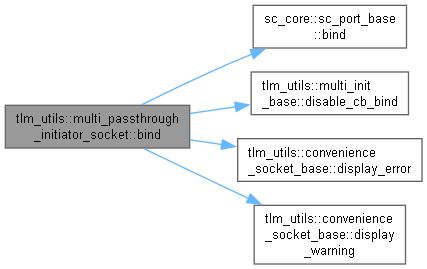 tlm_utils::multi_passthrough
_initiator_socket::bind
sc_core::sc_port_base
::bind
tlm_utils::multi_init
_base::disable_cb_bind
tlm_utils::convenience
_socket_base::display_error
tlm_utils::convenience
_socket_base::display
_warning